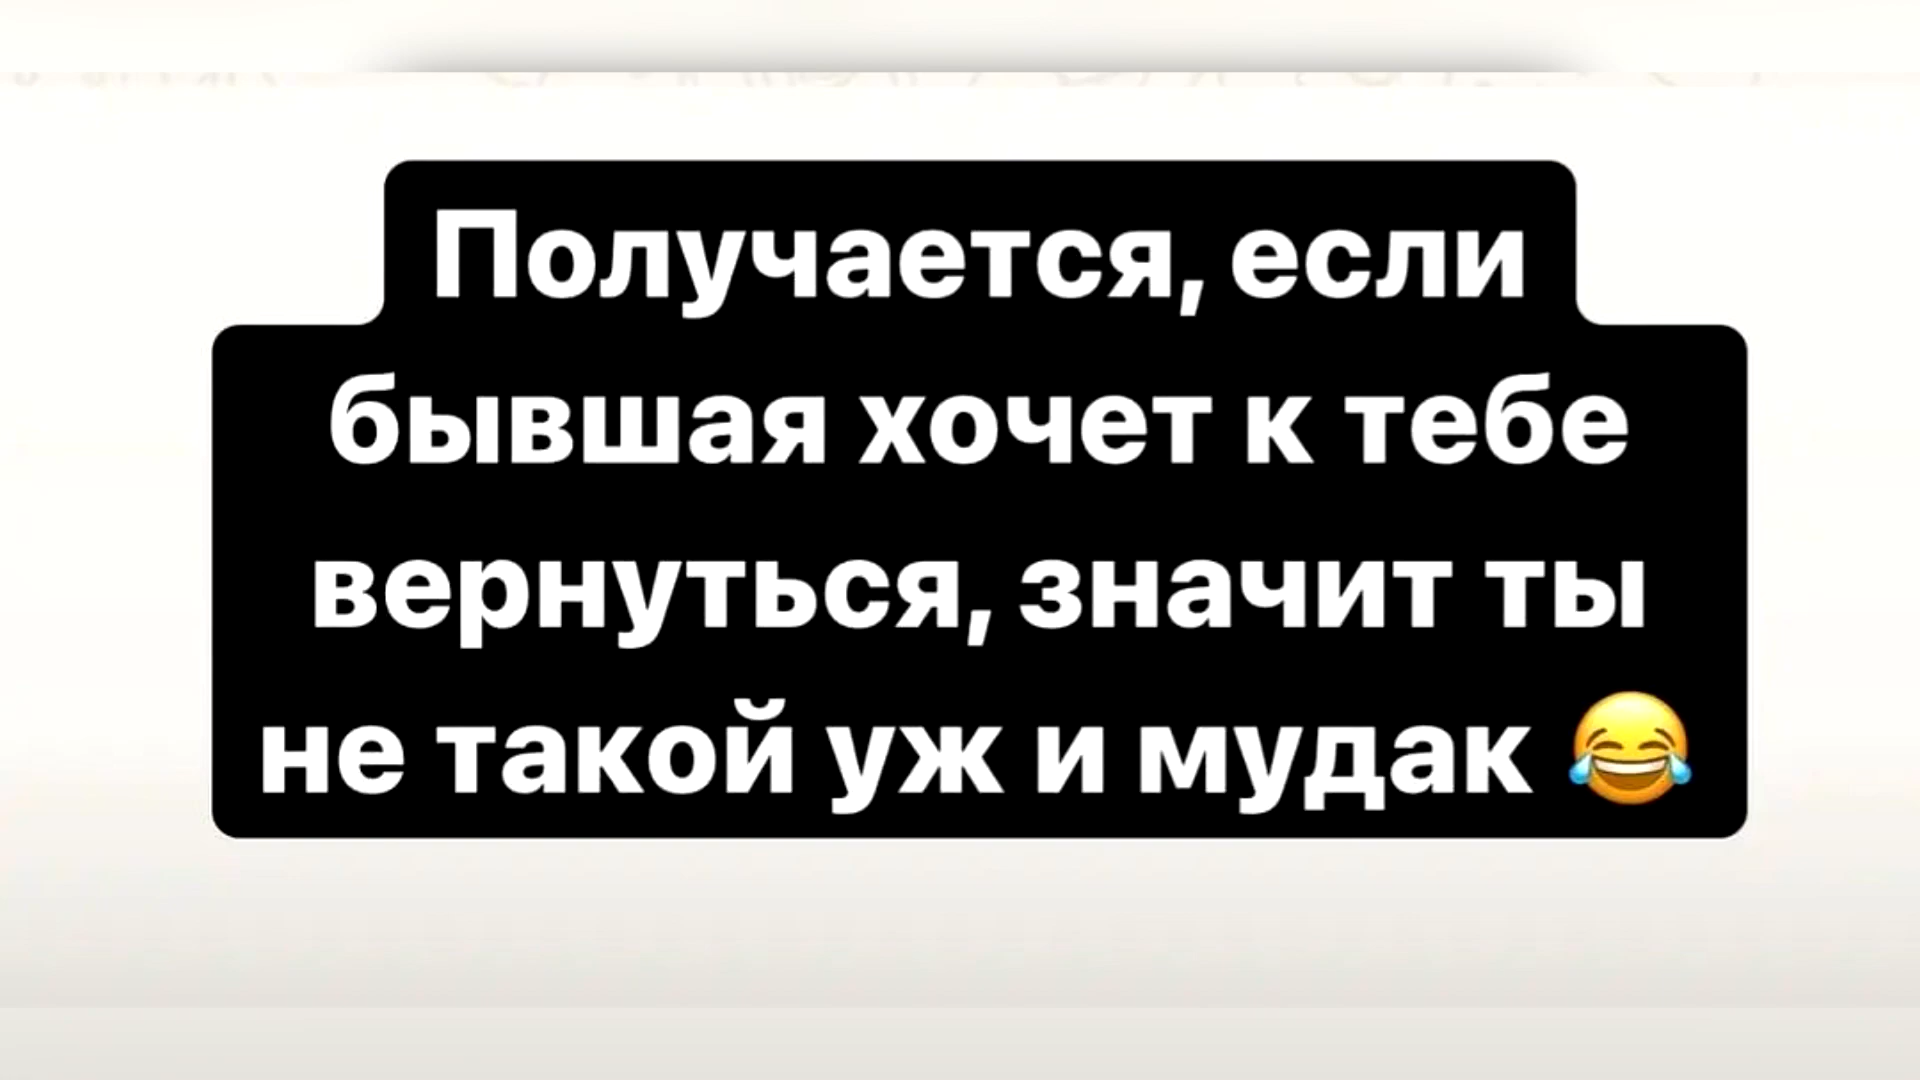 Получается, если
бывшая хочет к тебе
вернуться, значит ты
не такой уж и мудак 😂